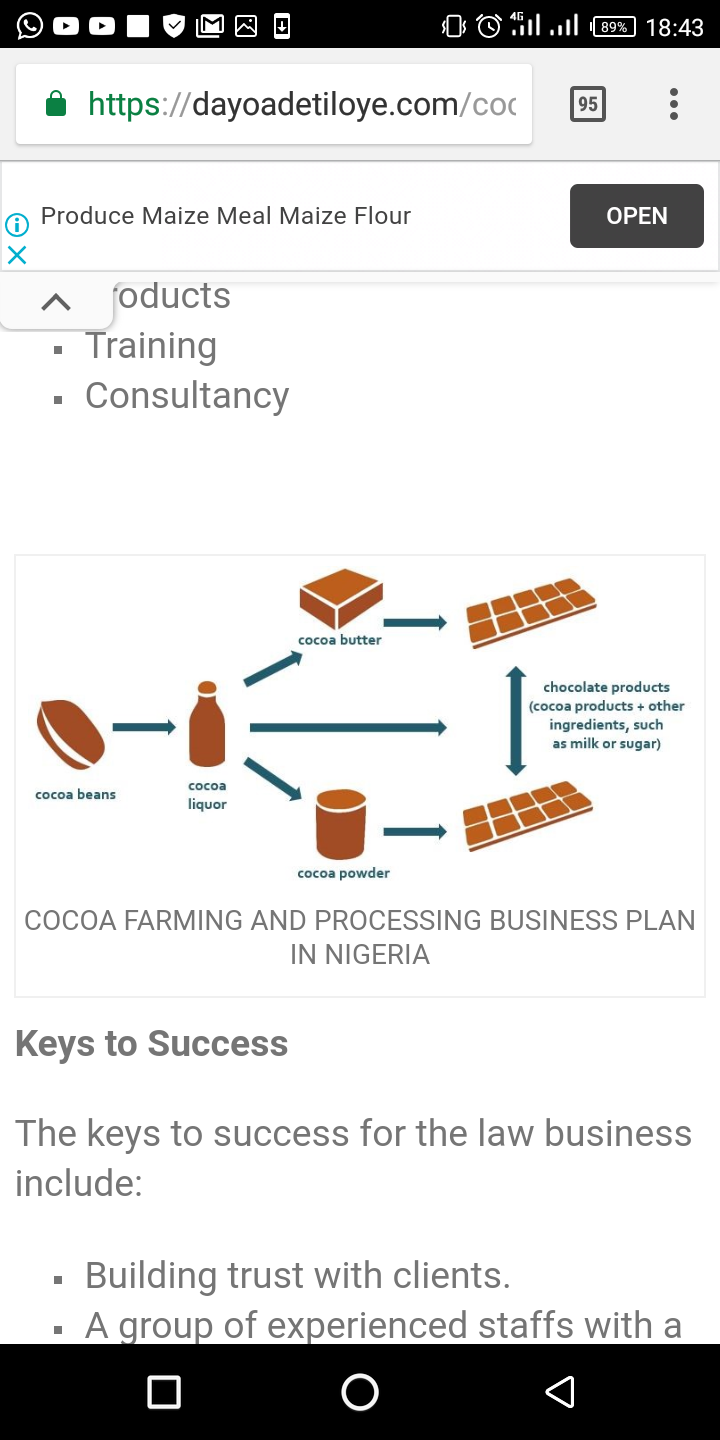 4G
89%
18:43
https://dayoadetiloye.com/coc
95
Produce Maize Meal Maize Flour
OPEN
roducts
Training
Consultancy
cocoa butter
chocolate products
(cocoa products + other
ingredients, such
as milk or sugar)
cocoa beans
cocoa
liquor
cocoa powder
COCOA FARMING AND PROCESSING BUSINESS PLAN
IN NIGERIA
Keys to Success
The keys to success for the law business
include:
Building trust with clients.
A group of experienced staffs with a